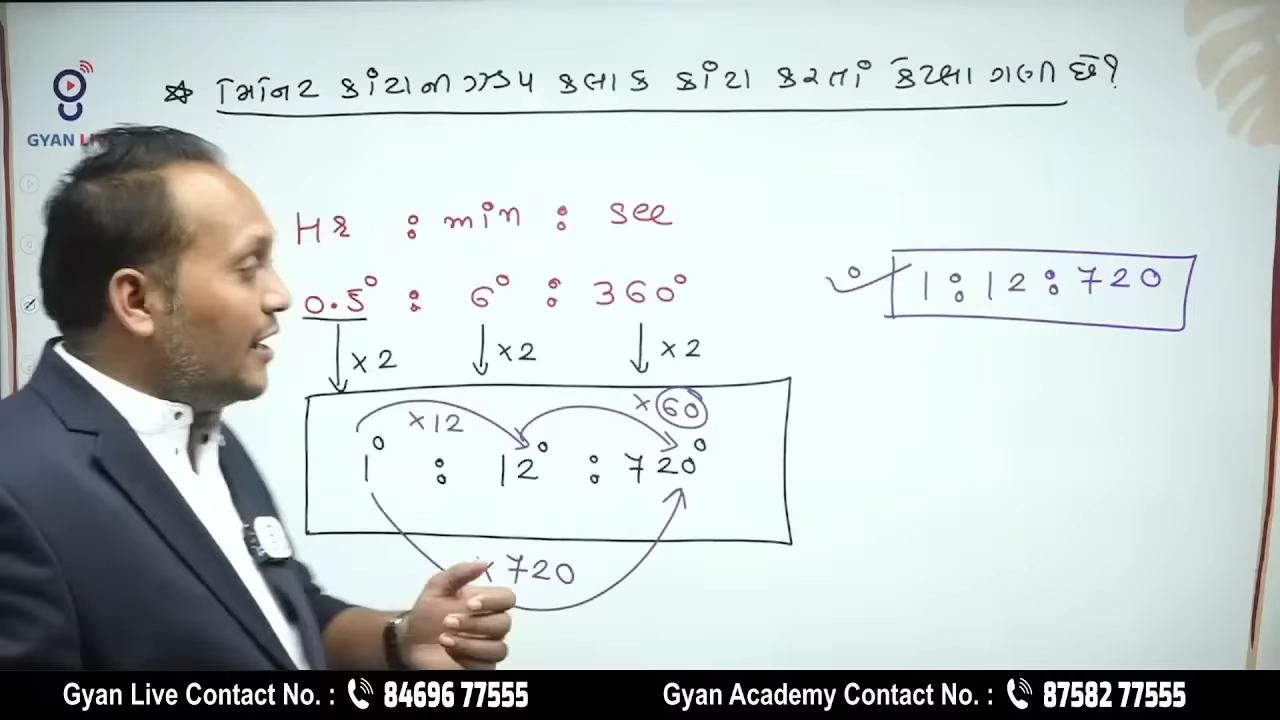 મિનિટ કાંટાની ઝડપ કલાક કાંટા કરતાં કેટલા ગણી છે?
GYAN LIVE
Hr : min : sec
0.5° : 6° : 360°
×2 ×2 ×2
×12 ×60
1° : 12° : 720°
×720
1 : 12 : 720
Gyan Live Contact No. : 84696 77555 Gyan Academy Contact No. : 87582 77555